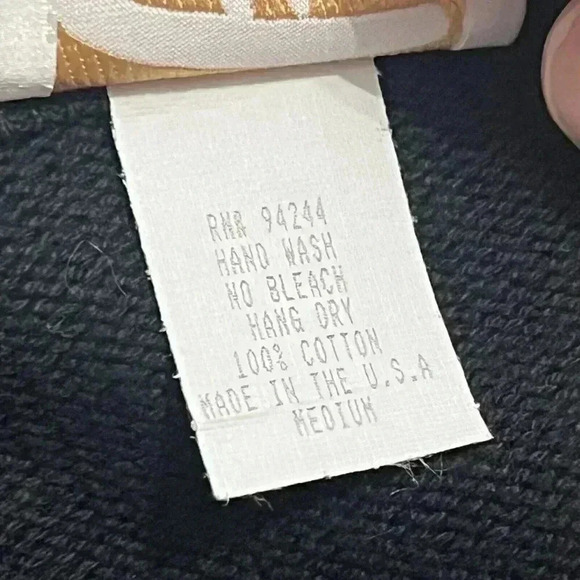 RN# 94244
HAND WASH
NO BLEACH
HANG DRY
100% COTTON
MADE IN THE U.S.A
MEDIUM